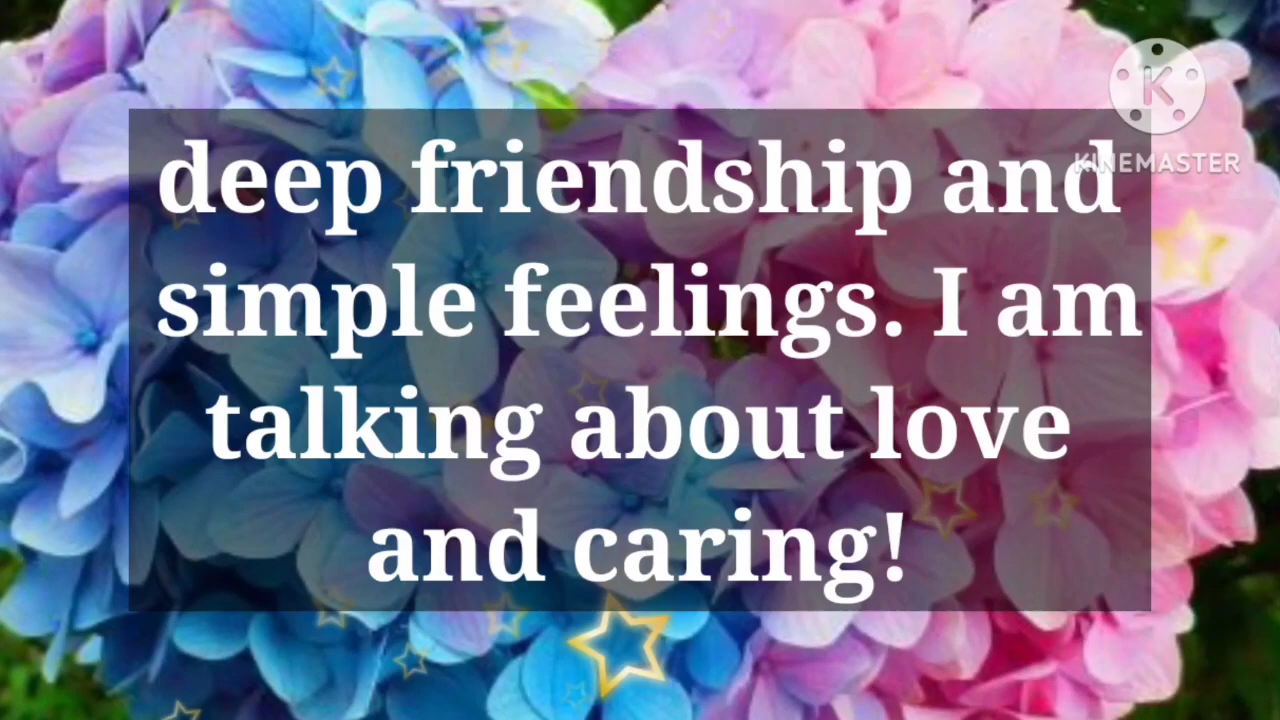 KINEMASTER
deep friendship and
simple feelings. I am
talking about love
and caring!